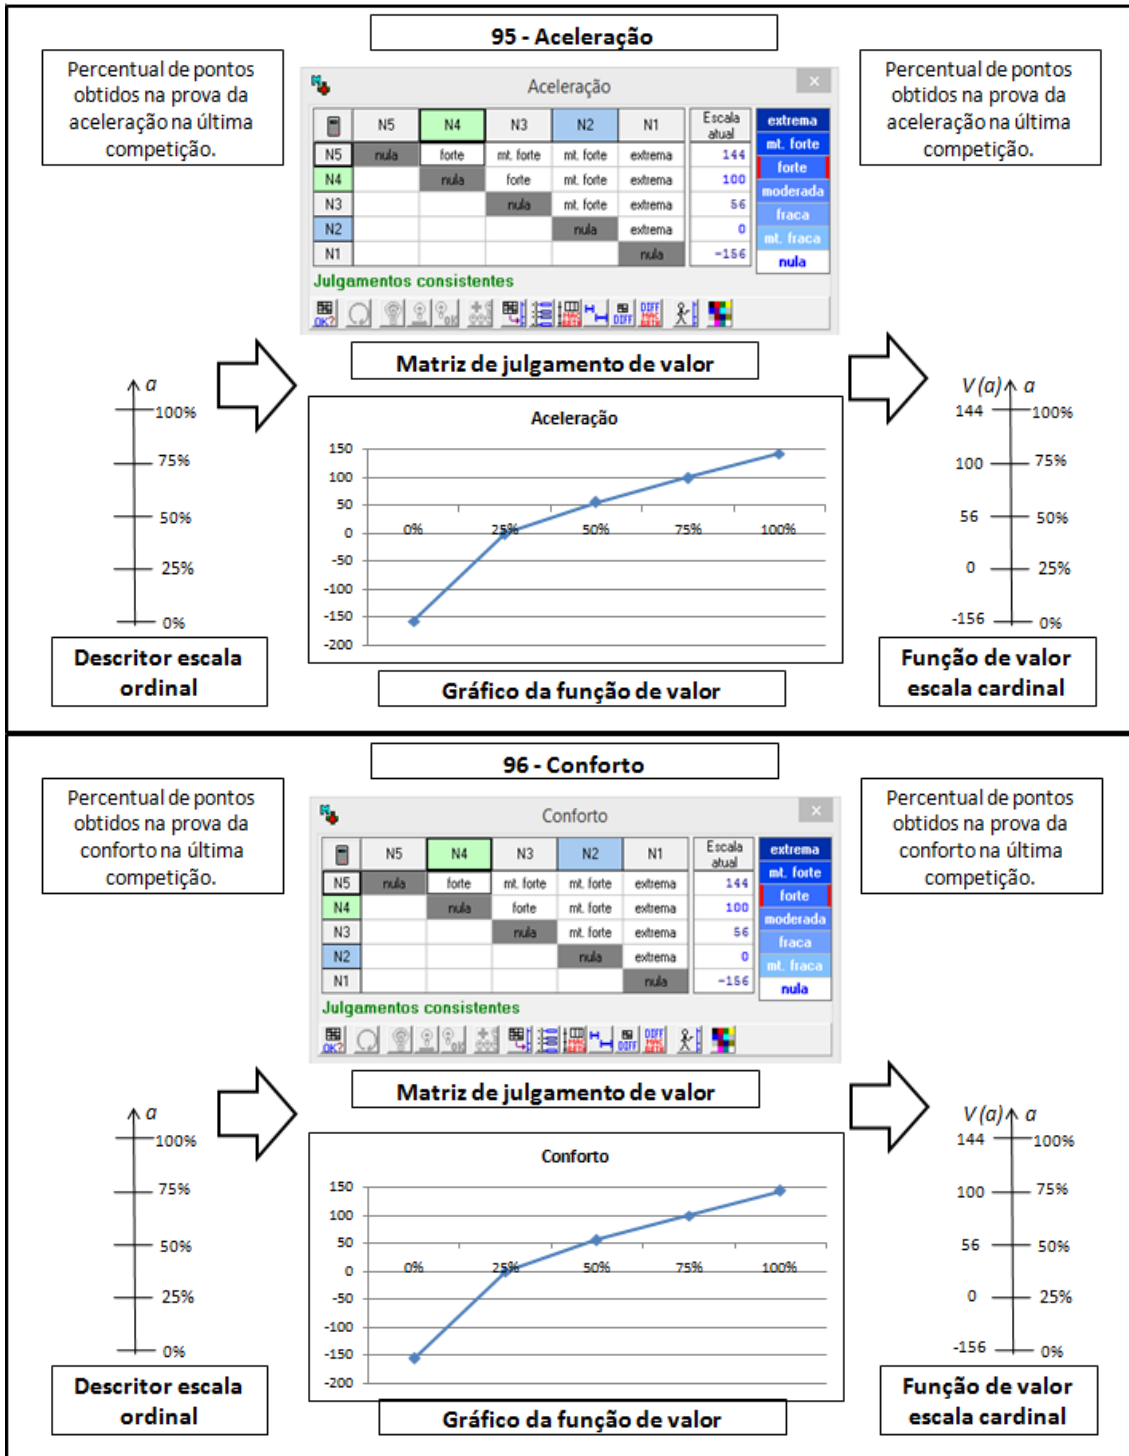 95 - Aceleração
Percentual de pontos
obtidos na prova da
aceleração na última
competição.
Aceleração
N5 N4 N3 N2 N1 Escala atual
N5 nula forte mt. forte mt. forte extrema 144
N4 nula forte mt. forte extrema 100
N3 nula mt. forte extrema 56
N2 nula extrema 0
N1 nula -156
Julgamentos consistentes
OK? OK DIFF DIFF
extrema
mt. forte
forte
moderada
fraca
mt. fraca
nula
Percentual de pontos
obtidos na prova da
aceleração na última
competição.
Matriz de julgamento de valor
a
100%
75%
50%
25%
0%
Descritor escala
ordinal
Aceleração
150
100
50
0
-50
-100
-150
-200
0% 25% 50% 75% 100%
Gráfico da função de valor
V(a) a
144 100%
100 75%
56 50%
0 25%
-156 0%
Função de valor
escala cardinal
96 - Conforto
Percentual de pontos
obtidos na prova da
conforto na última
competição.
Conforto
N5 N4 N3 N2 N1 Escala atual
N5 nula forte mt. forte mt. forte extrema 144
N4 nula forte mt. forte extrema 100
N3 nula mt. forte extrema 56
N2 nula extrema 0
N1 nula -156
Julgamentos consistentes
OK? OK DIFF DIFF
extrema
mt. forte
forte
moderada
fraca
mt. fraca
nula
Percentual de pontos
obtidos na prova da
conforto na última
competição.
Matriz de julgamento de valor
a
100%
75%
50%
25%
0%
Descritor escala
ordinal
Conforto
150
100
50
0
-50
-100
-150
-200
0% 25% 50% 75% 100%
Gráfico da função de valor
V(a) a
144 100%
100 75%
56 50%
0 25%
-156 0%
Função de valor
escala cardinal